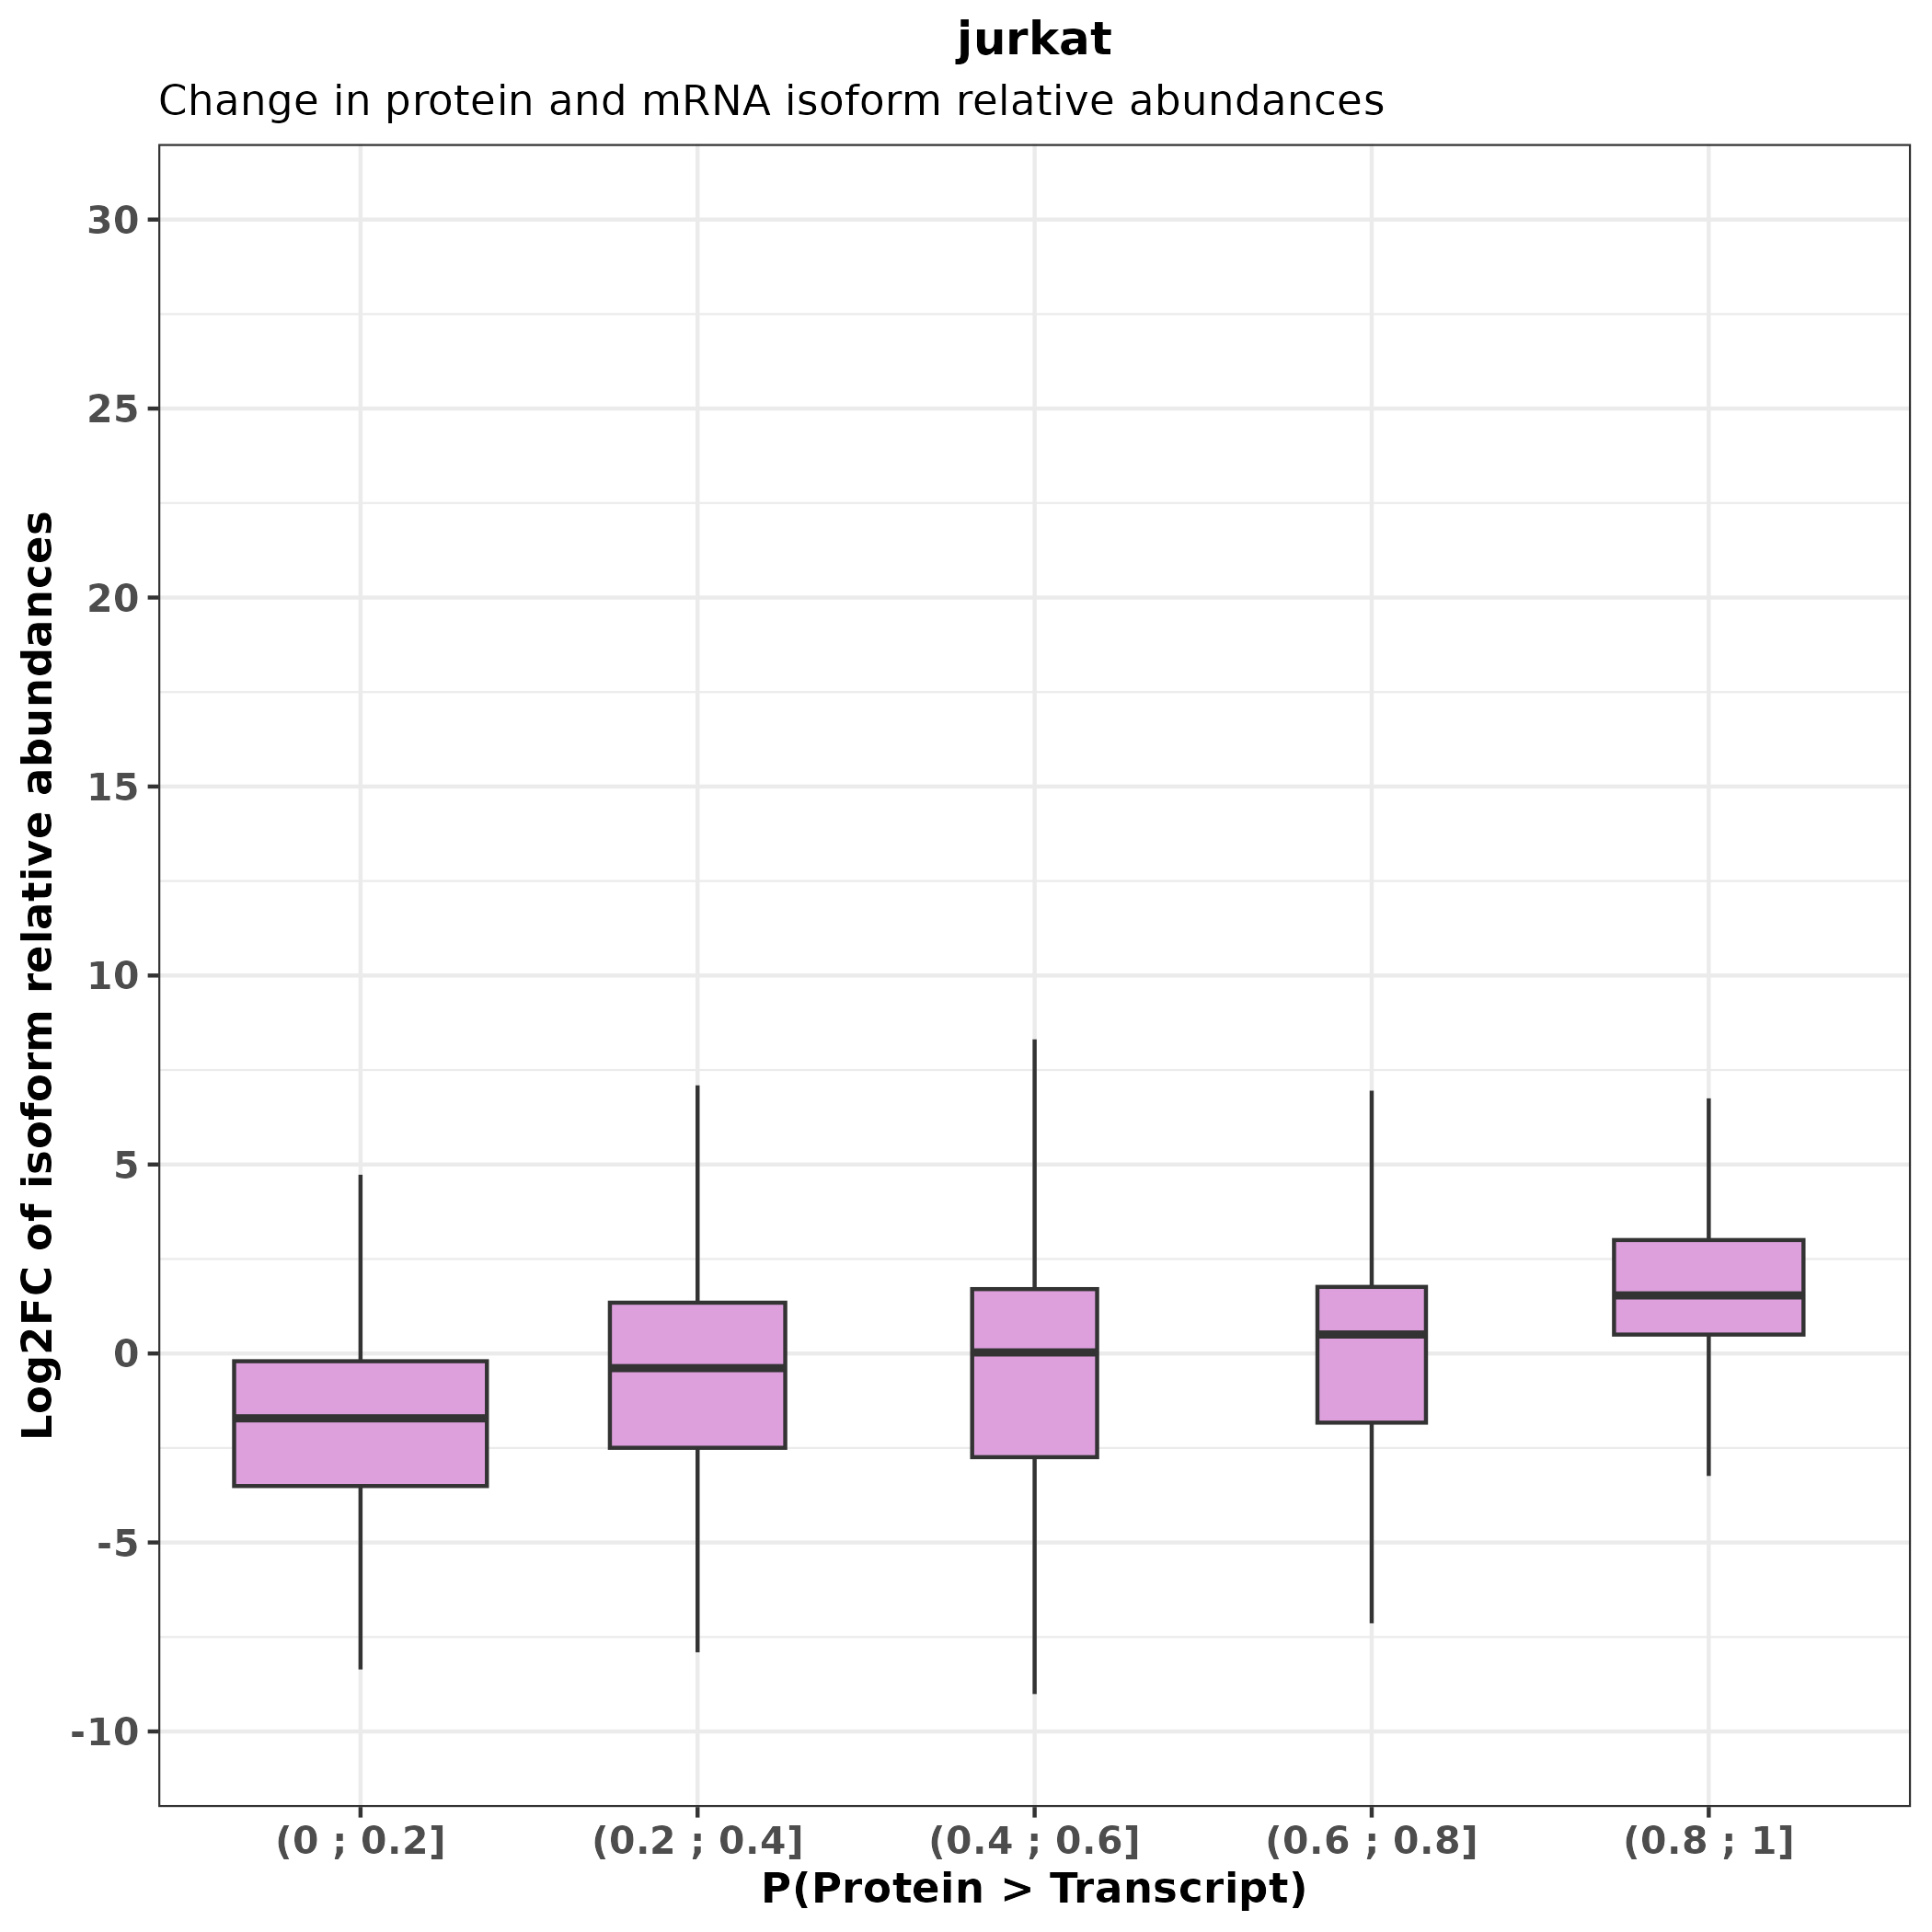 jurkat
Change in protein and mRNA isoform relative abundances
Log2FC of isoform relative abundances
30
25
20
15
10
5
0
-5
-10
(0 ; 0.2] (0.2 ; 0.4] (0.4 ; 0.6] (0.6 ; 0.8] (0.8 ; 1]
P(Protein > Transcript)